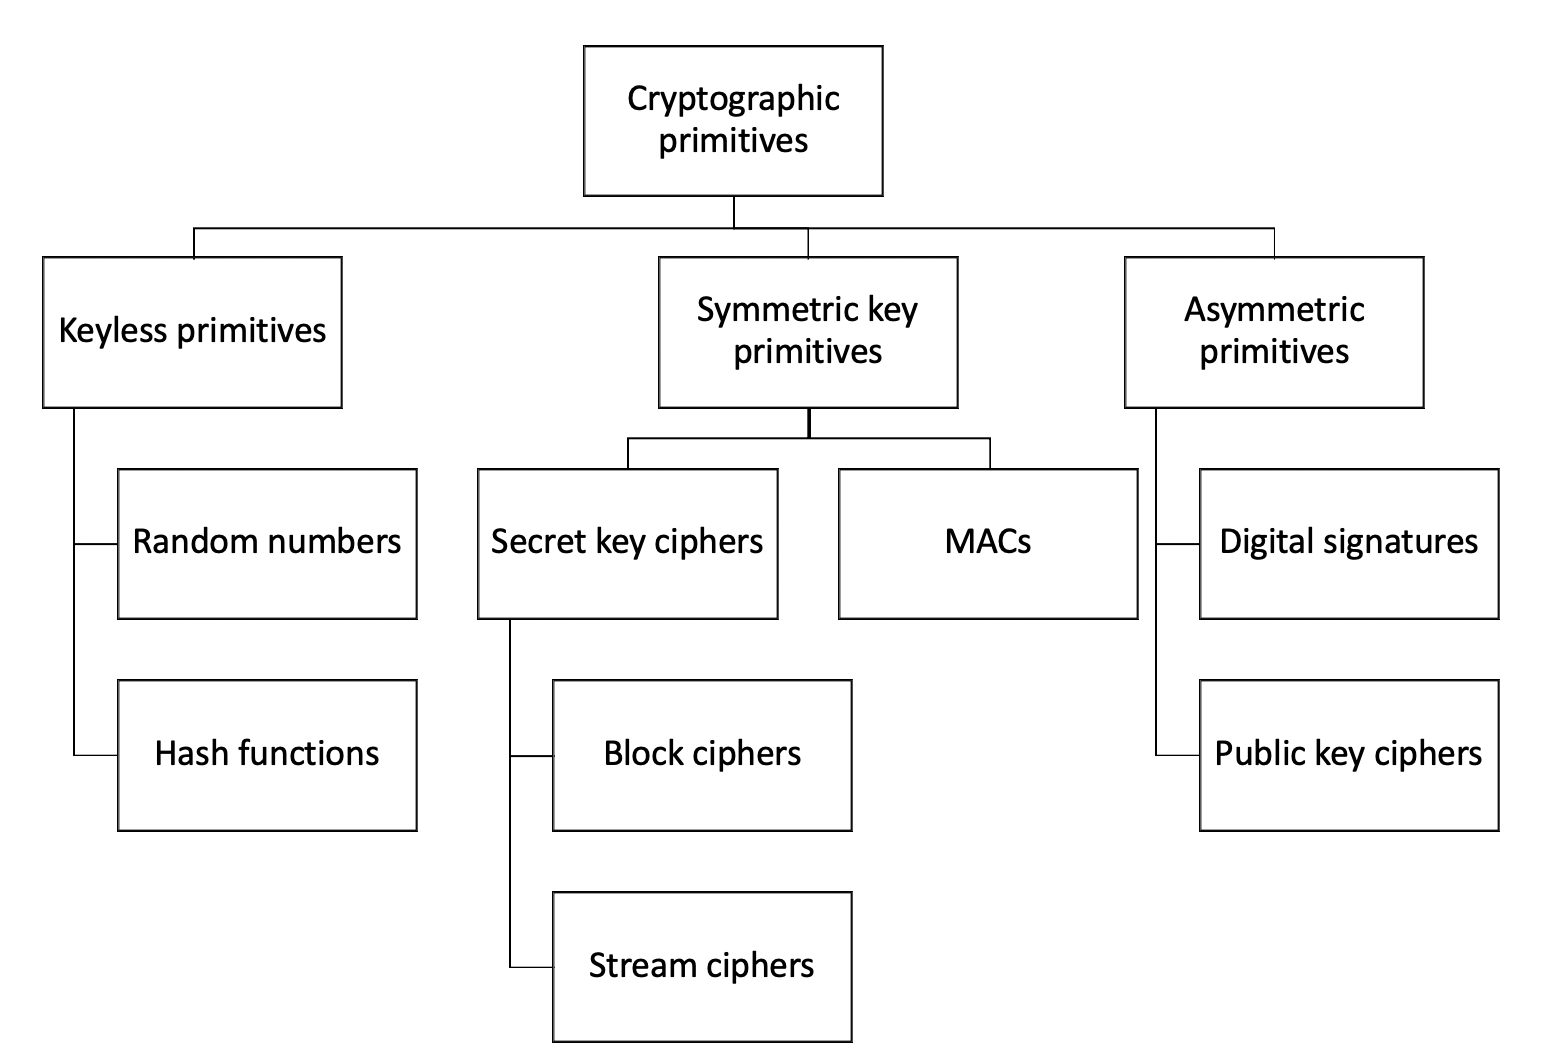 Cryptographic
primitives
Keyless primitives
Symmetric key
primitives
Asymmetric
primitives
Random numbers
Secret key ciphers
MACs
Digital signatures
Hash functions
Block ciphers
Public key ciphers
Stream ciphers